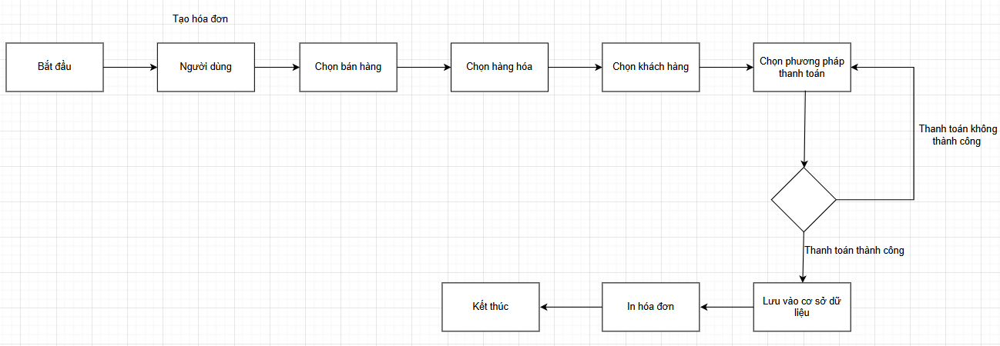 Tạo hóa đơn
Bắt đầu
Người dùng
Chọn bán hàng
Chọn hàng hóa
Chọn khách hàng
Chọn phương pháp
thanh toán
Thanh toán không
thành công
Thanh toán thành công
Kết thúc
In hóa đơn
Lưu vào cơ sở dữ
liệu